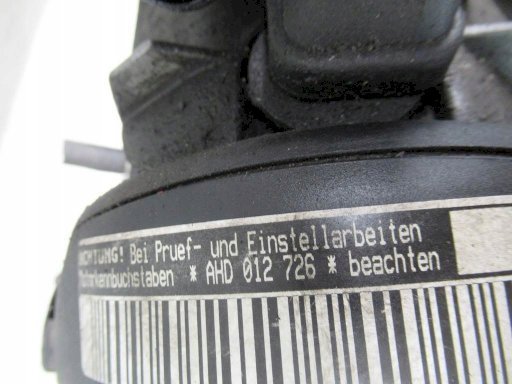 ACHTUNG! Bei Pruef- und Einstellarbeiten
Motorkennbuchstaben * AHD 012 726 * beachten